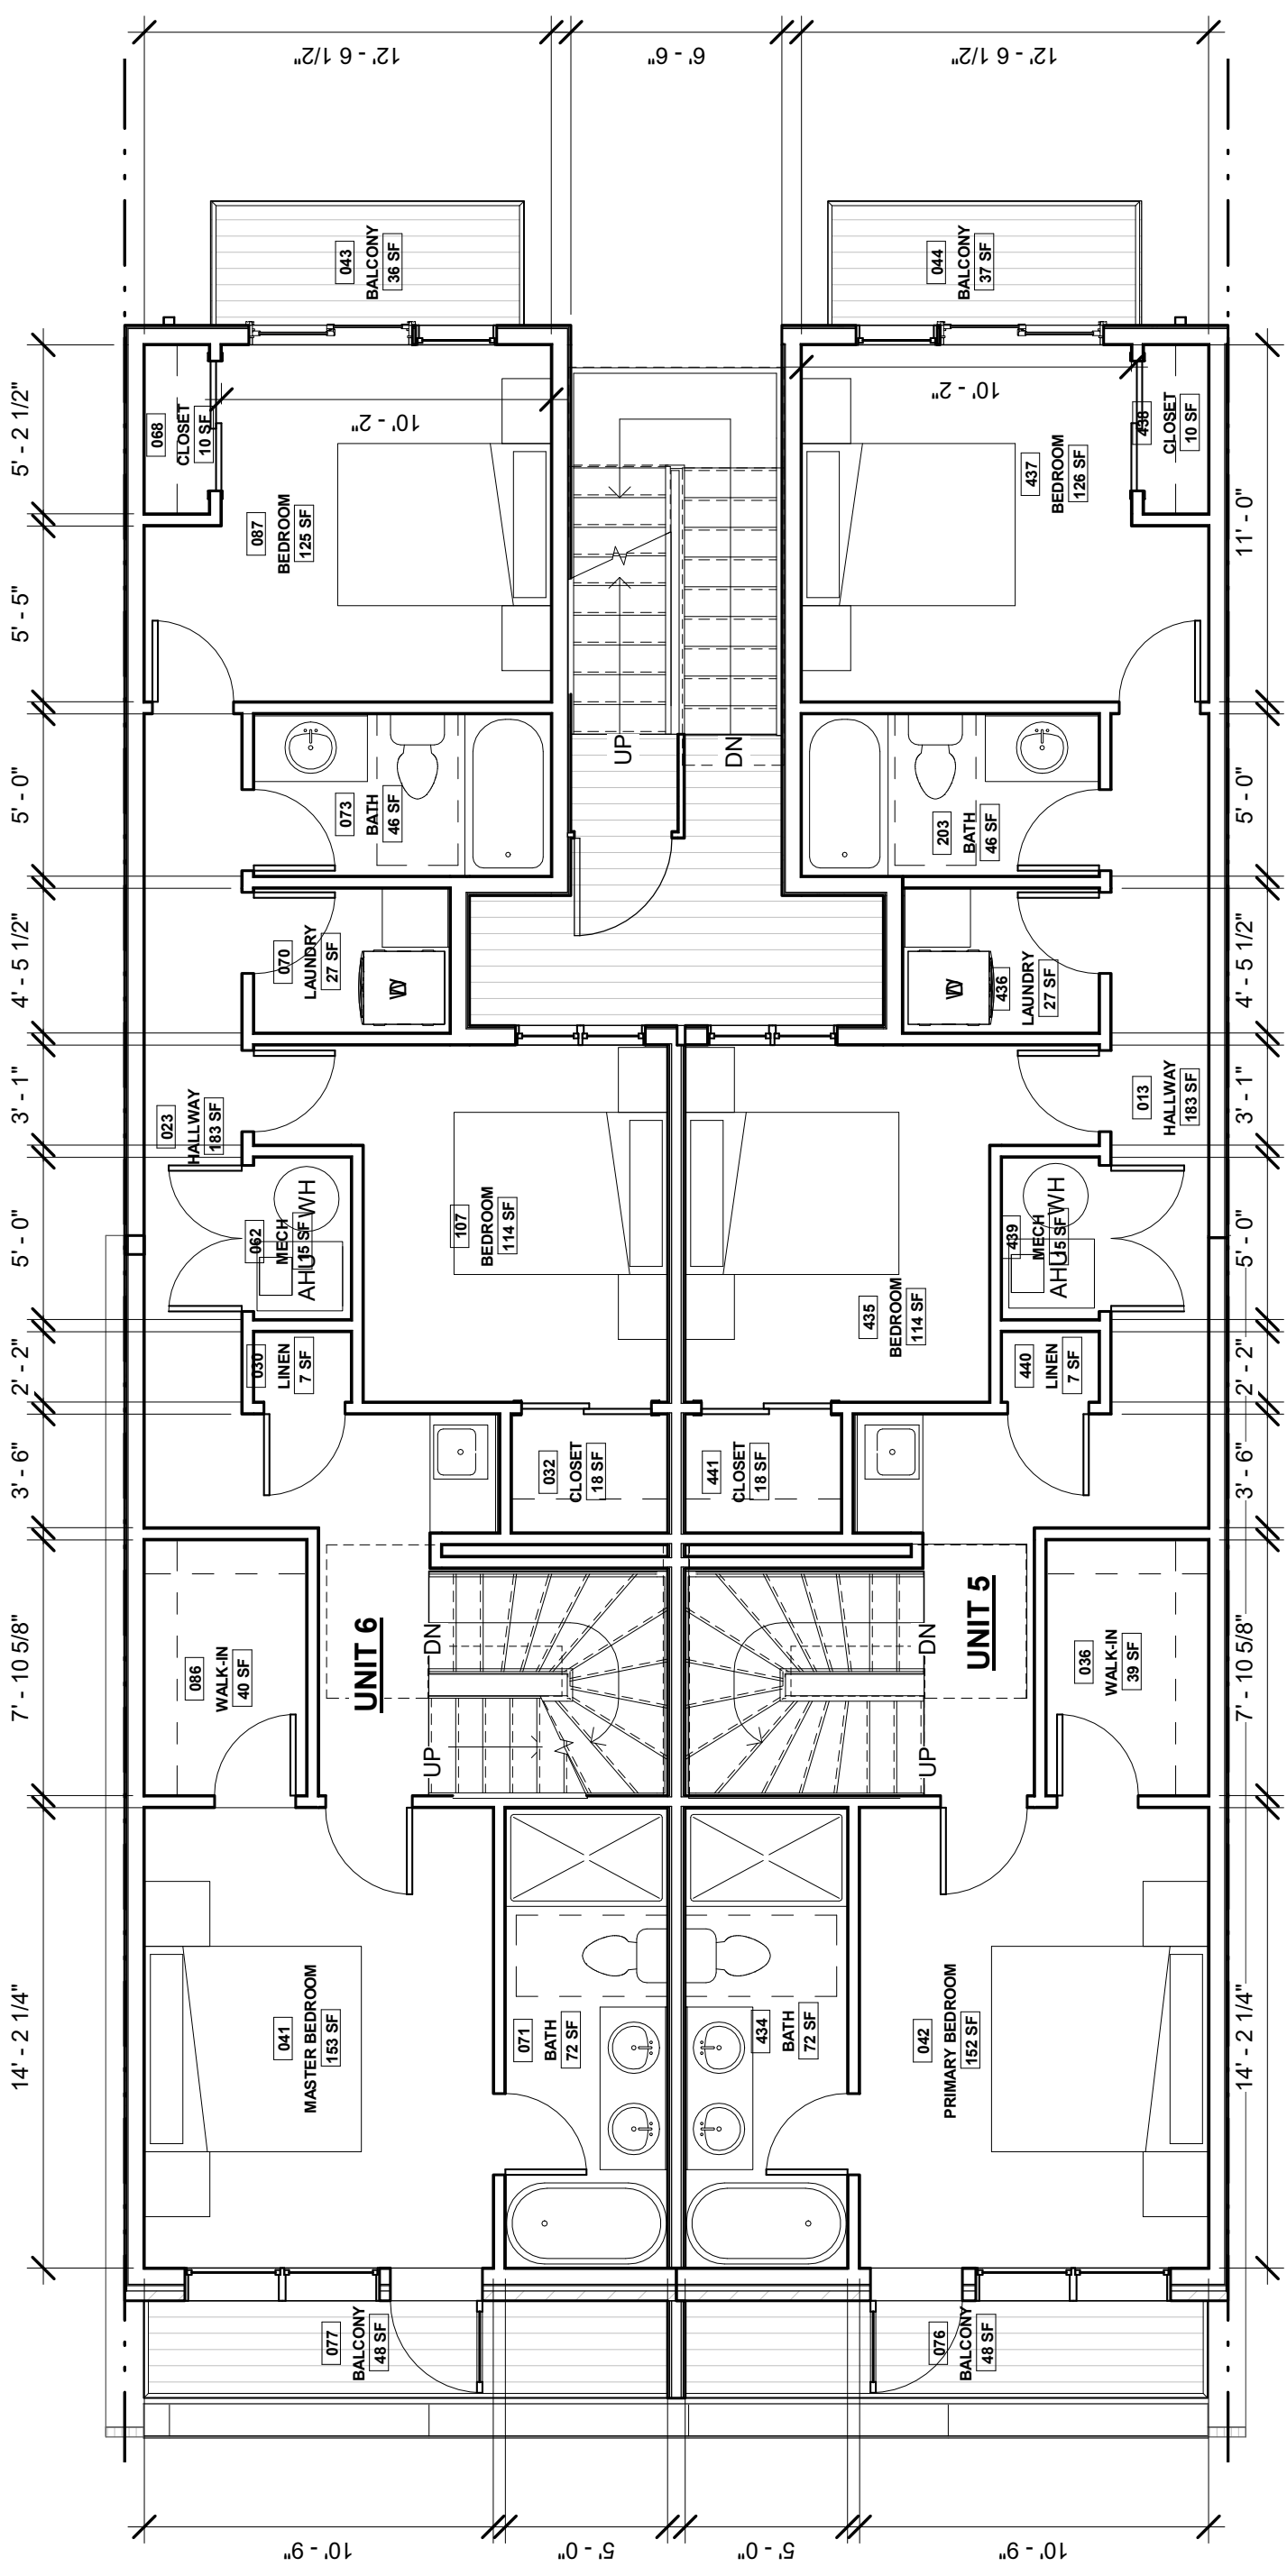 12' - 6 1/2"
6' - 6"
12' - 6 1/2"
043
BALCONY
36 SF
044
BALCONY
37 SF
5' - 2 1/2"
068
CLOSET
10 SF
10' - 2"
10' - 2"
438
CLOSET
10 SF
087
BEDROOM
125 SF
437
BEDROOM
126 SF
11' - 0"
5' - 5"
UP
DN
5' - 0"
073
BATH
46 SF
203
BATH
46 SF
5' - 0"
4' - 5 1/2"
070
LAUNDRY
27 SF
436
LAUNDRY
27 SF
4' - 5 1/2"
3' - 1"
023
HALLWAY
183 SF
013
HALLWAY
183 SF
3' - 1"
5' - 0"
062
MECH
15 SF
AHU
WH
107
BEDROOM
114 SF
435
BEDROOM
114 SF
439
MECH
15 SF
AHU
WH
5' - 0"
2' - 2"
030
LINEN
7 SF
440
LINEN
7 SF
2' - 2"
3' - 6"
032
CLOSET
18 SF
441
CLOSET
18 SF
3' - 6"
7' - 10 5/8"
086
WALK-IN
40 SF
UNIT 6
DN
UP
DN
UP
UNIT 5
036
WALK-IN
39 SF
7' - 10 5/8"
14' - 2 1/4"
041
MASTER BEDROOM
153 SF
071
BATH
72 SF
434
BATH
72 SF
042
PRIMARY BEDROOM
152 SF
14' - 2 1/4"
077
BALCONY
48 SF
076
BALCONY
48 SF
10' - 9"
5' - 0"
5' - 0"
10' - 9"